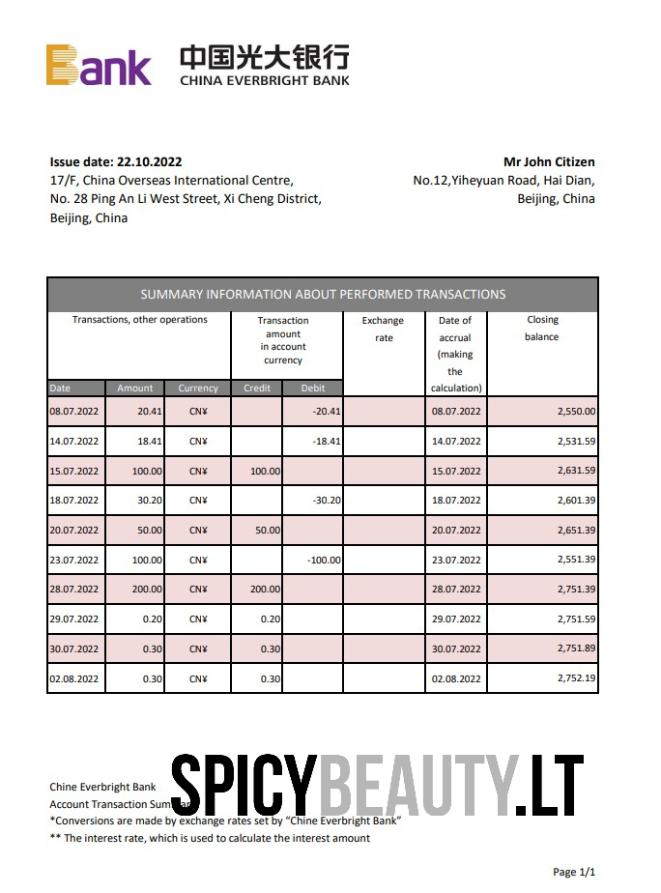 Bank 中国光大银行
CHINA EVERBRIGHT BANK
Issue date: 22.10.2022
17/F, China Overseas International Centre,
No. 28 Ping An Li West Street, Xi Cheng District,
Beijing, China
Mr John Citizen
No.12,Yiheyuan Road, Hai Dian,
Beijing, China
SUMMARY INFORMATION ABOUT PERFORMED TRANSACTIONS
Transactions, other operations
Transaction
amount
in account
currency
Exchange
rate
Date of
accrual
(making
the
calculation)
Closing
balance
Date Amount Currency Credit Debit
08.07.2022 20.41 CN¥ -20.41 08.07.2022 2,550.00
14.07.2022 18.41 CN¥ -18.41 14.07.2022 2,531.59
15.07.2022 100.00 CN¥ 100.00 15.07.2022 2,631.59
18.07.2022 30.20 CN¥ -30.20 18.07.2022 2,601.39
20.07.2022 50.00 CN¥ 50.00 20.07.2022 2,651.39
23.07.2022 100.00 CN¥ -100.00 23.07.2022 2,551.39
28.07.2022 200.00 CN¥ 200.00 28.07.2022 2,751.39
29.07.2022 0.20 CN¥ 0.20 29.07.2022 2,751.59
30.07.2022 0.30 CN¥ 0.30 30.07.2022 2,751.89
02.08.2022 0.30 CN¥ 0.30 02.08.2022 2,752.19
SPICYBEAUTY.LT
Chine Everbright Bank
Account Transaction Summary
*Conversions are made by exchange rates set by “Chine Everbright Bank”
** The interest rate, which is used to calculate the interest amount
Page 1/1